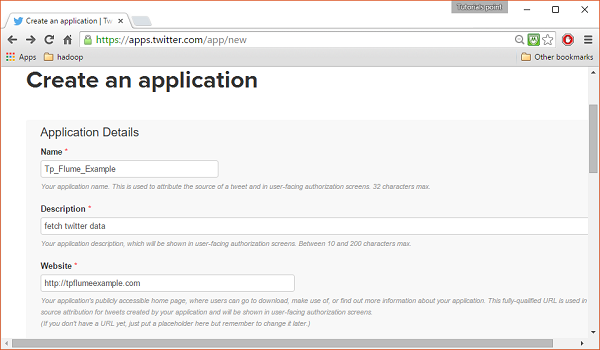 Tutorials point
Create an application | Tw
https://apps.twitter.com/app/new
Apps
hadoop
Other bookmarks
Create an application
Application Details
Name *
Tp_Flume_Example
Your application name. This is used to attribute the source of a tweet and in user-facing authorization screens. 32 characters max.
Description *
fetch twitter data
Your application description, which will be shown in user-facing authorization screens. Between 10 and 200 characters max.
Website *
http://tpflumeexample.com
Your application's publicly accessible home page, where users can go to download, make use of, or find out more information about your application. This fully-qualified URL is used in
source attribution for tweets created by your application and will be shown in user-facing authorization screens.
(If you don't have a URL yet, just put a placeholder here but remember to change it later.)